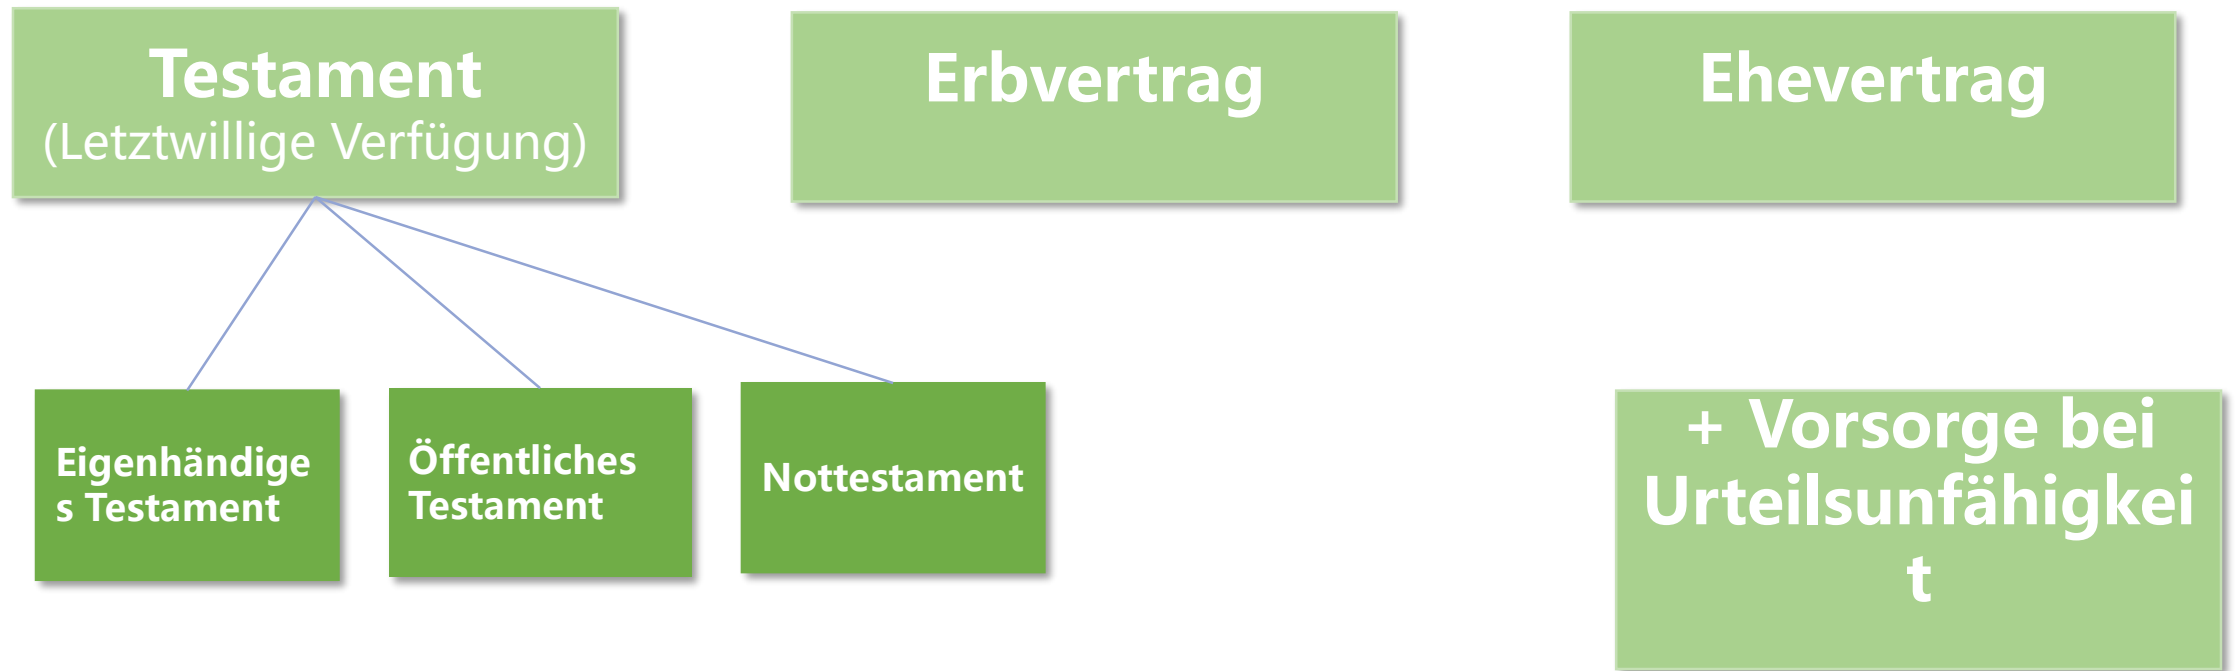 Testament
(Letztwillige Verfügung)
Erbvertrag
Ehevertrag
Eigenhändige
s Testament
Öffentliches
Testament
Nottestament
+ Vorsorge bei
Urteilsunfähigkei
t